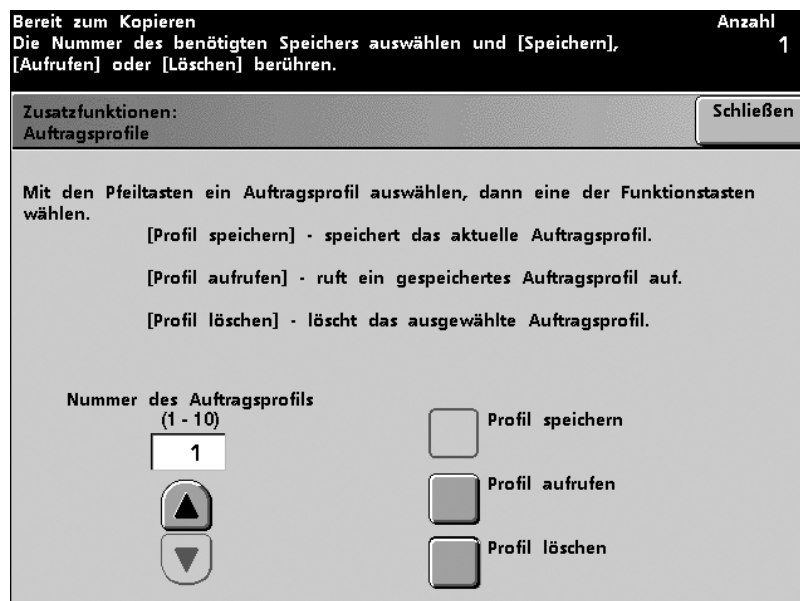 Bereit zum Kopieren
Anzahl
Die Nummer des benötigten Speichers auswählen und [Speichern],
1
[Aufrufen] oder [Löschen] berühren.
Zusatzfunktionen:
Auftragsprofile
Schließen
Mit den Pfeiltasten ein Auftragsprofil auswählen, dann eine der Funktionstasten
wählen.
[Profil speichern] - speichert das aktuelle Auftragsprofil.
[Profil aufrufen] - ruft ein gespeichertes Auftragsprofil auf.
[Profil löschen] - löscht das ausgewählte Auftragsprofil.
Nummer des Auftragsprofils
(1 - 10)
1
Profil speichern
Profil aufrufen
Profil löschen